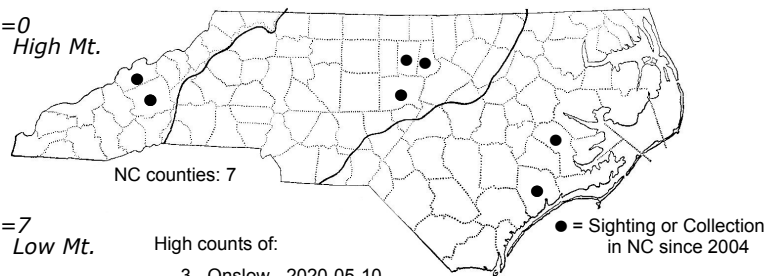 =0
High Mt.
NC counties: 7
=7
Low Mt.
High counts of:
3 - Onslow - 2020-05-10
● = Sighting or Collection
in NC since 2004